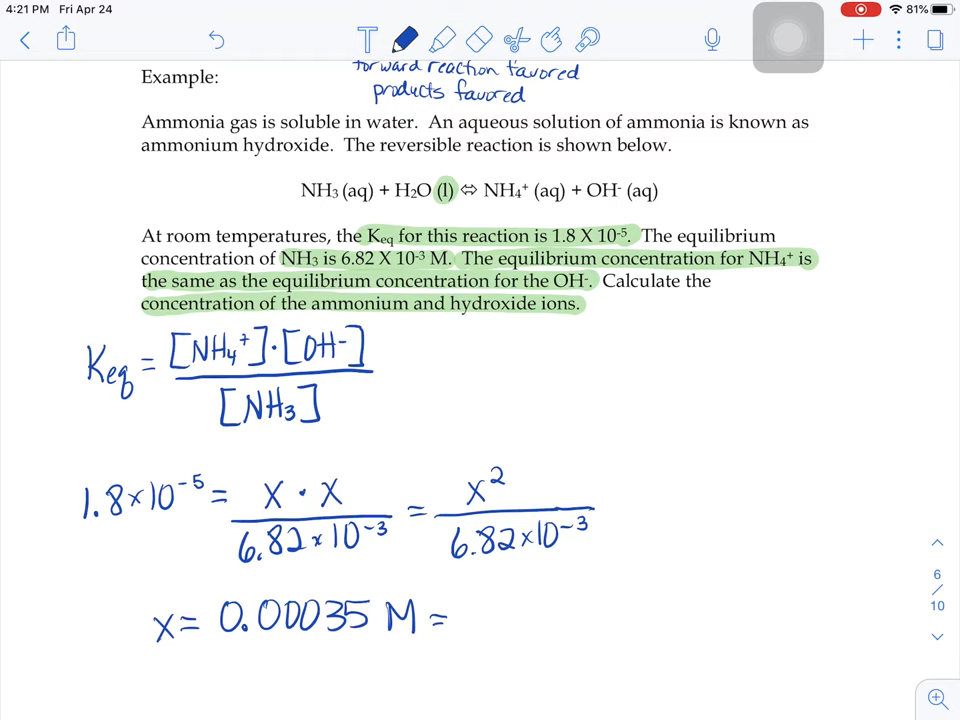 4:21 PM Fri Apr 24
81%
T
Example:
forward reaction favored
products favored
Ammonia gas is soluble in water. An aqueous solution of ammonia is known as
ammonium hydroxide. The reversible reaction is shown below.
NH₃ (aq) + H₂O (l) ⇔ NH₄⁺ (aq) + OH⁻ (aq)
At room temperatures, the Keq for this reaction is 1.8 X 10⁻⁵. The equilibrium
concentration of NH₃ is 6.82 X 10⁻³ M. The equilibrium concentration for NH₄⁺ is
the same as the equilibrium concentration for the OH⁻. Calculate the
concentration of the ammonium and hydroxide ions.
Keq = [NH₄⁺]·[OH⁻] / [NH₃]
1.8×10⁻⁵ = x · x / 6.82×10⁻³ = x² / 6.82×10⁻³
x = 0.00035 M =
6
/
10